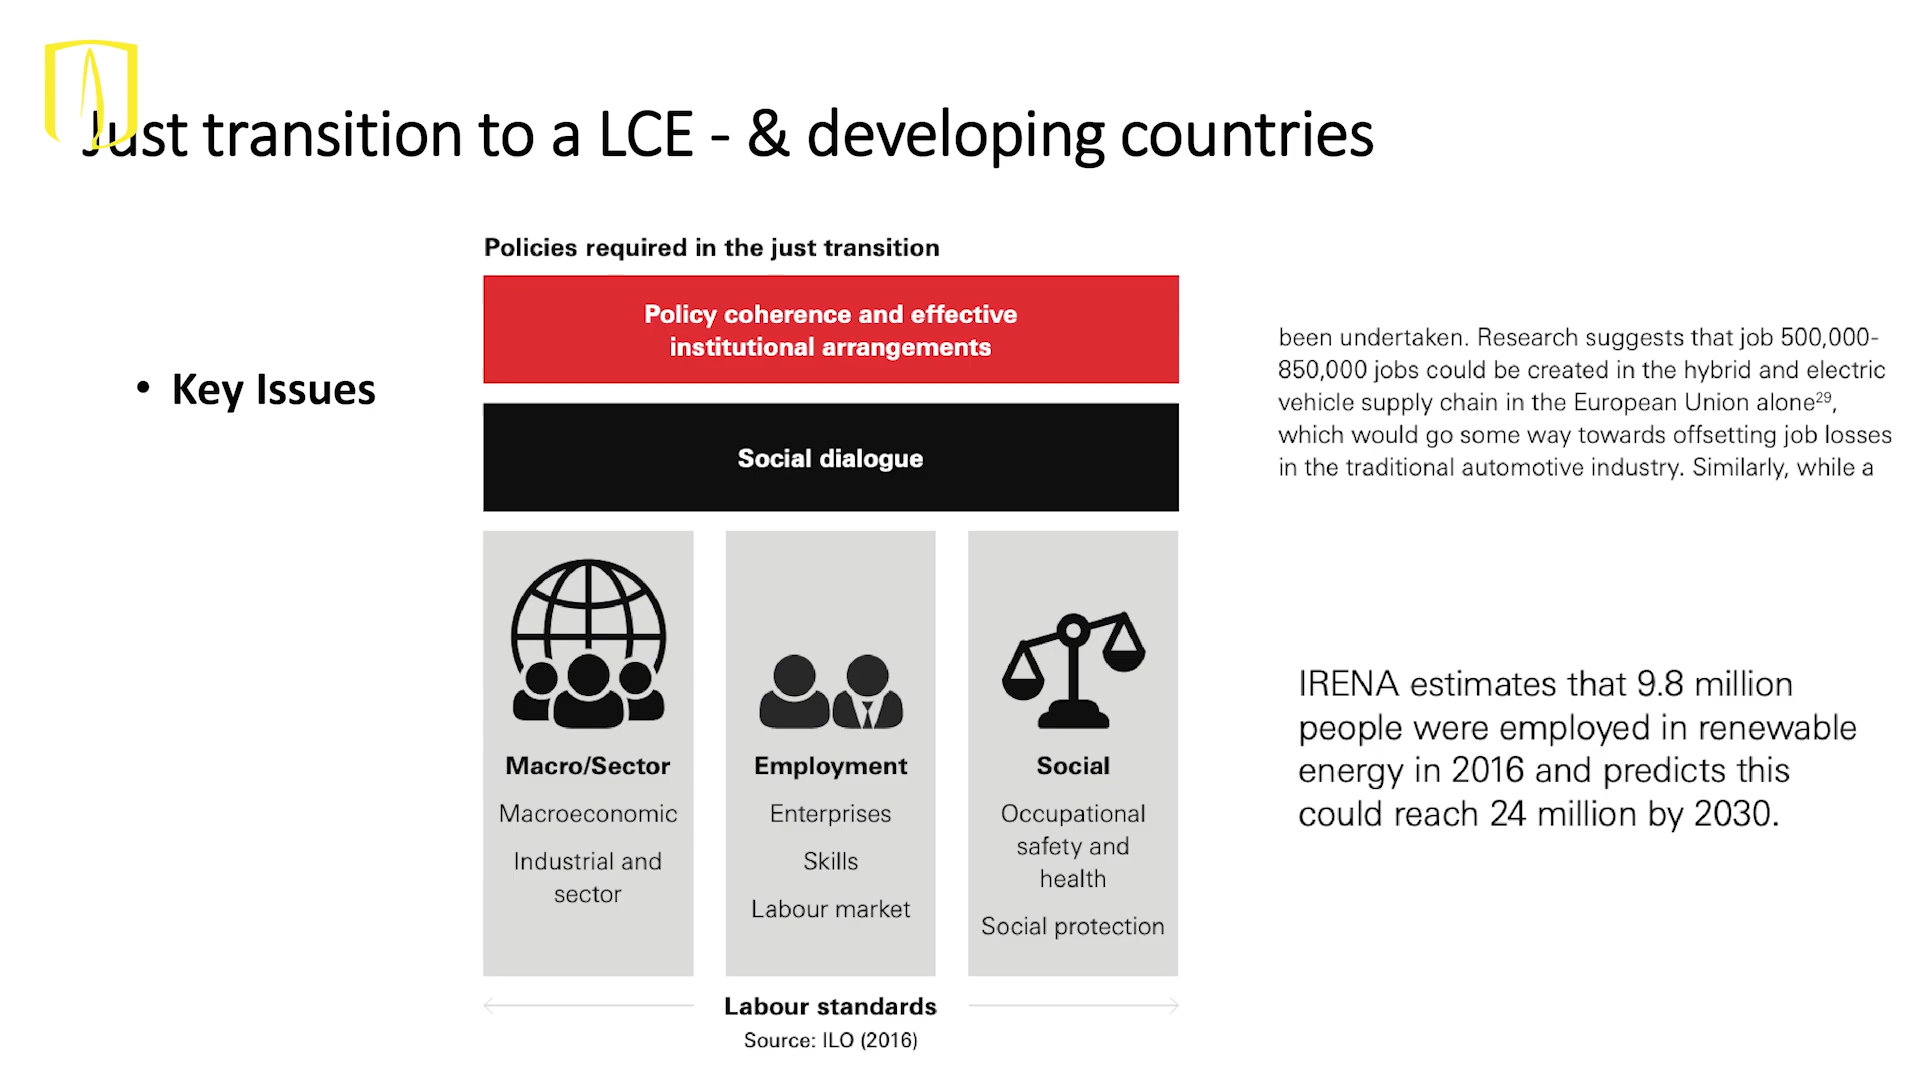 Just transition to a LCE - & developing countries
• Key Issues
Policies required in the just transition
Policy coherence and effective
institutional arrangements
Social dialogue
Macro/Sector
Macroeconomic
Industrial and
sector
Employment
Enterprises
Skills
Labour market
Social
Occupational
safety and
health
Social protection
Labour standards
Source: ILO (2016)
been undertaken. Research suggests that job 500,000-
850,000 jobs could be created in the hybrid and electric
vehicle supply chain in the European Union alone²⁹,
which would go some way towards offsetting job losses
in the traditional automotive industry. Similarly, while a
IRENA estimates that 9.8 million
people were employed in renewable
energy in 2016 and predicts this
could reach 24 million by 2030.